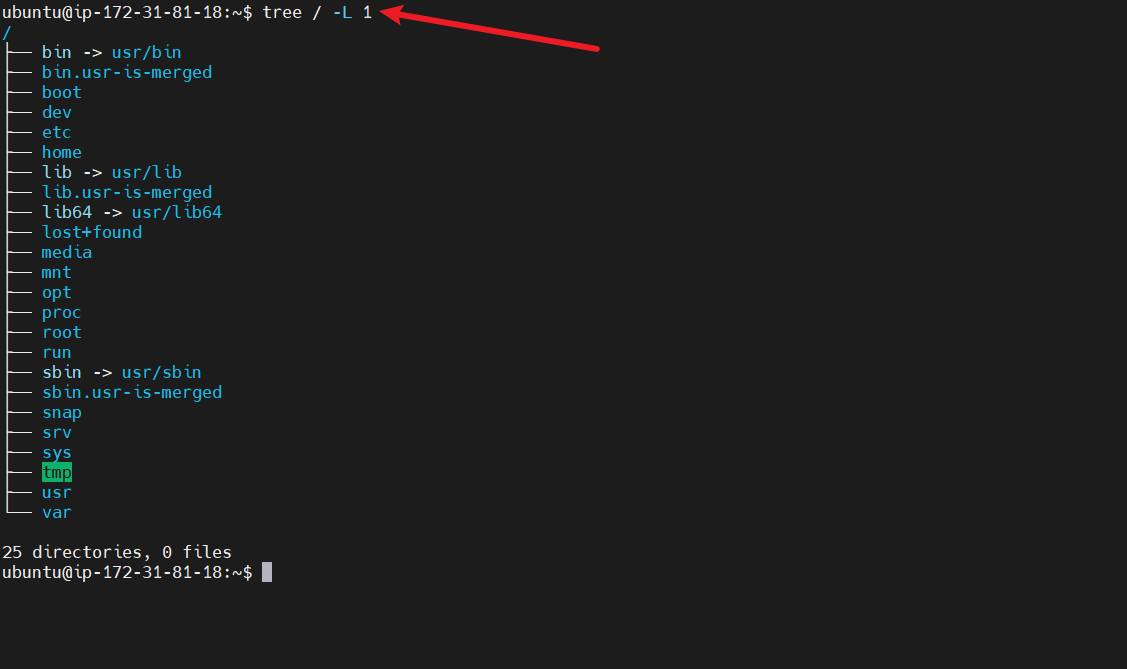 ubuntu@ip-172-31-81-18:~$ tree / -L 1
/
├── bin -> usr/bin
├── bin.usr-is-merged
├── boot
├── dev
├── etc
├── home
├── lib -> usr/lib
├── lib.usr-is-merged
├── lib64 -> usr/lib64
├── lost+found
├── media
├── mnt
├── opt
├── proc
├── root
├── run
├── sbin -> usr/sbin
├── sbin.usr-is-merged
├── snap
├── srv
├── sys
├── tmp
├── usr
└── var
25 directories, 0 files
ubuntu@ip-172-31-81-18:~$